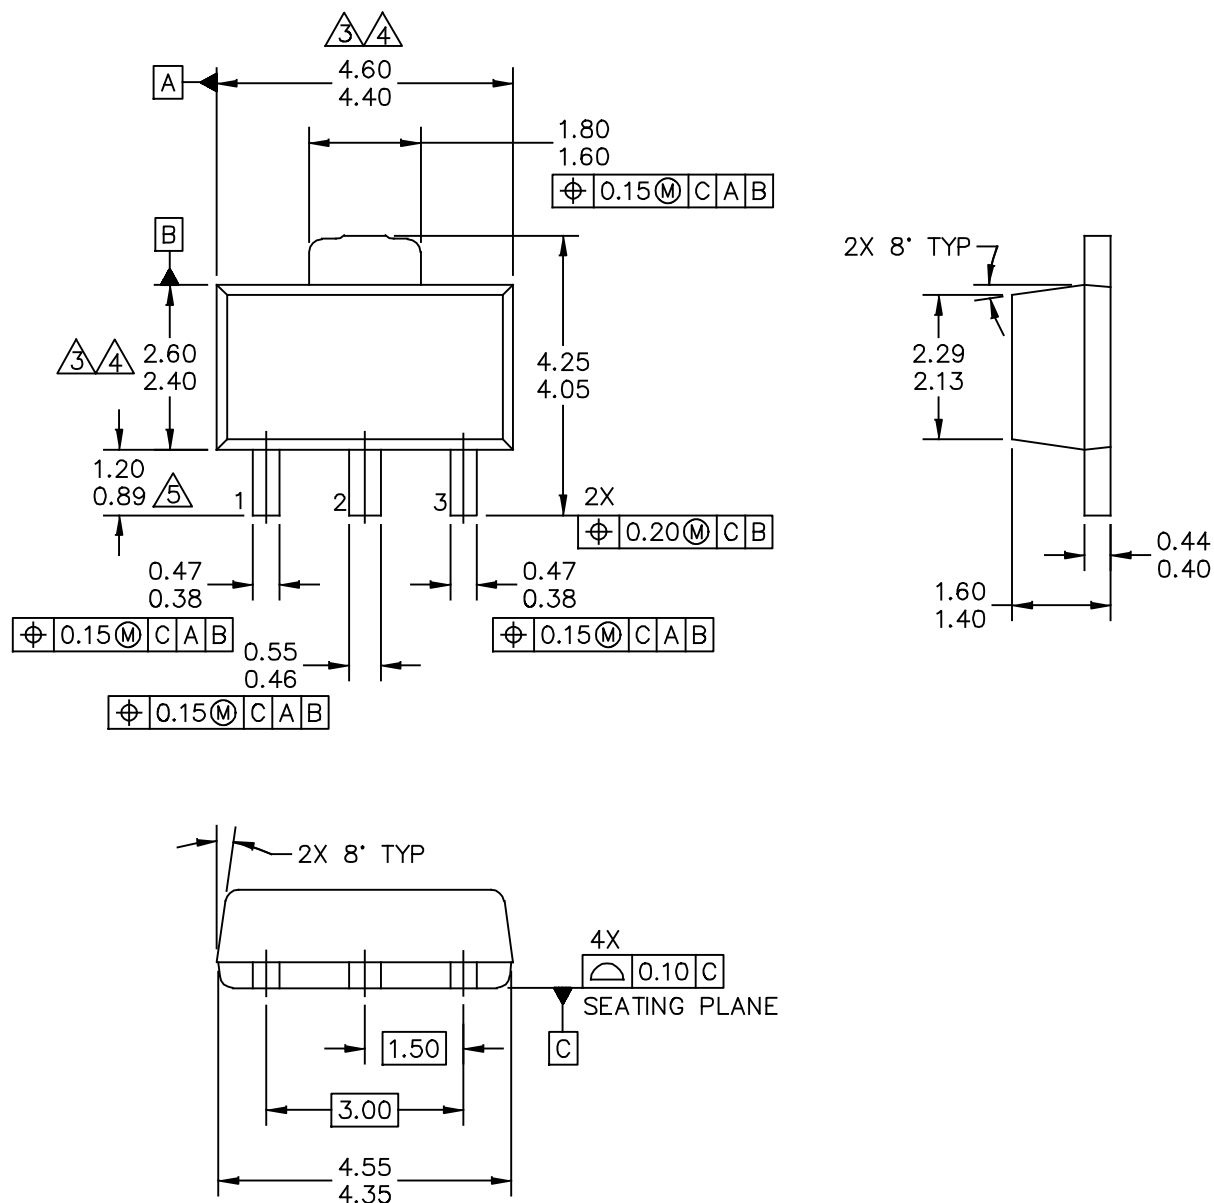 3 4
4.60
4.40
A
1.80
1.60
⌖ 0.15 Ⓜ C A B
B
2X 8° TYP
3 4
2.60
2.40
4.25
4.05
2.29
2.13
1.20
0.89 5
1
2
3
2X
⌖ 0.20 Ⓜ C B
0.47
0.38
⌖ 0.15 Ⓜ C A B
0.47
0.38
⌖ 0.15 Ⓜ C A B
0.44
0.40
1.60
1.40
0.55
0.46
⌖ 0.15 Ⓜ C A B
2X 8° TYP
4X
⌓ 0.10 C
SEATING PLANE
1.50
C
3.00
4.55
4.35